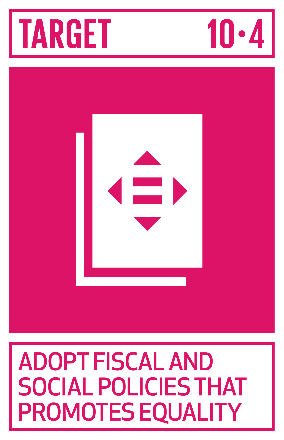 TARGET 10·4
ADOPT FISCAL AND
SOCIAL POLICIES THAT
PROMOTES EQUALITY